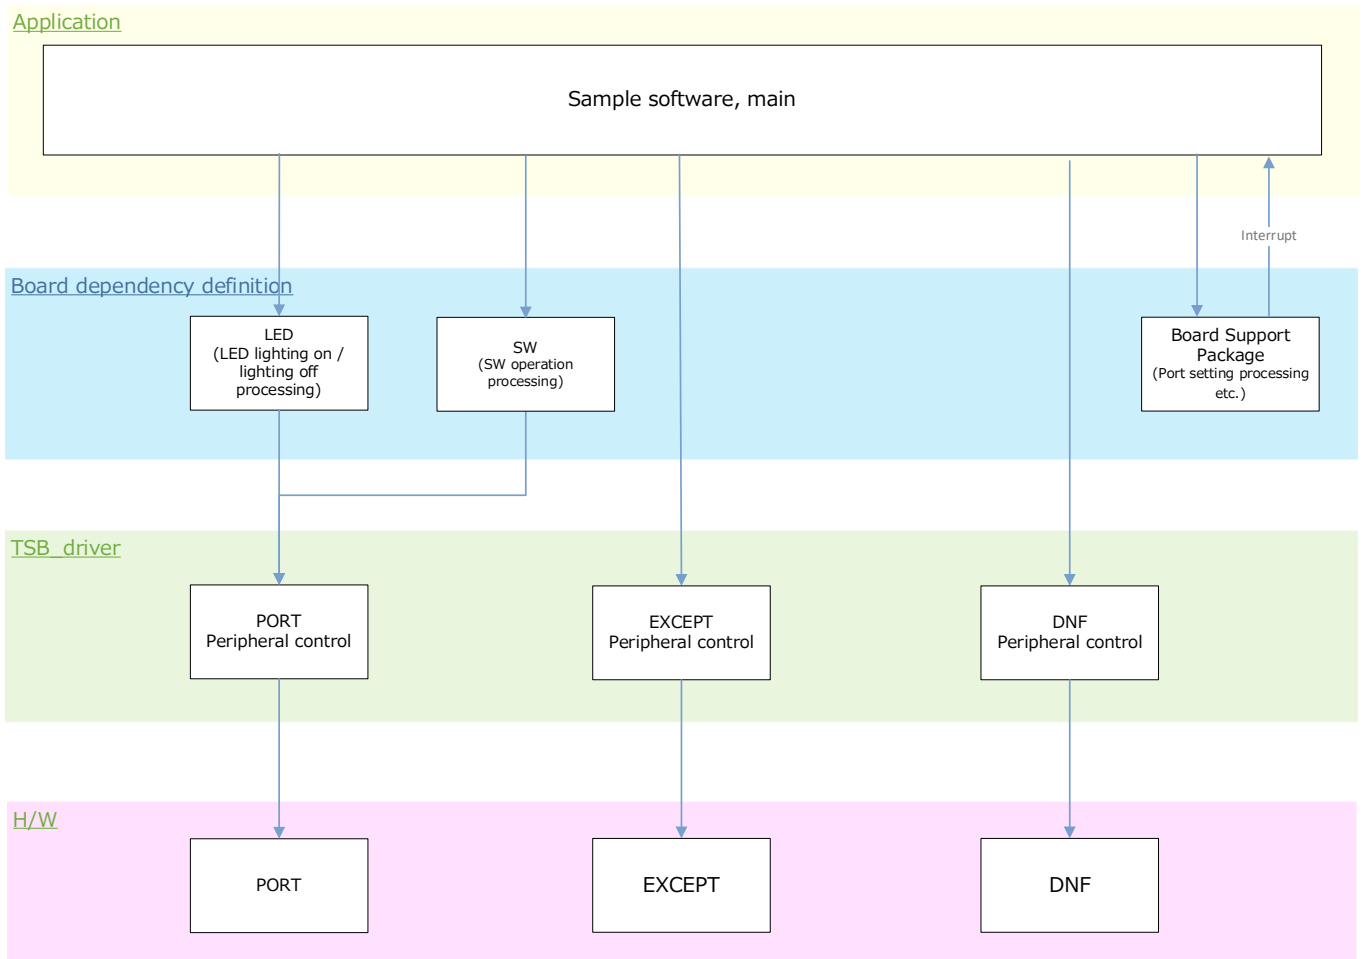 Application
Sample software, main
Interrupt
Board dependency definition
LED
(LED lighting on /
lighting off
processing)
SW
(SW operation
processing)
Board Support
Package
(Port setting processing
etc.)
TSB_driver
PORT
Peripheral control
EXCEPT
Peripheral control
DNF
Peripheral control
H/W
PORT
EXCEPT
DNF